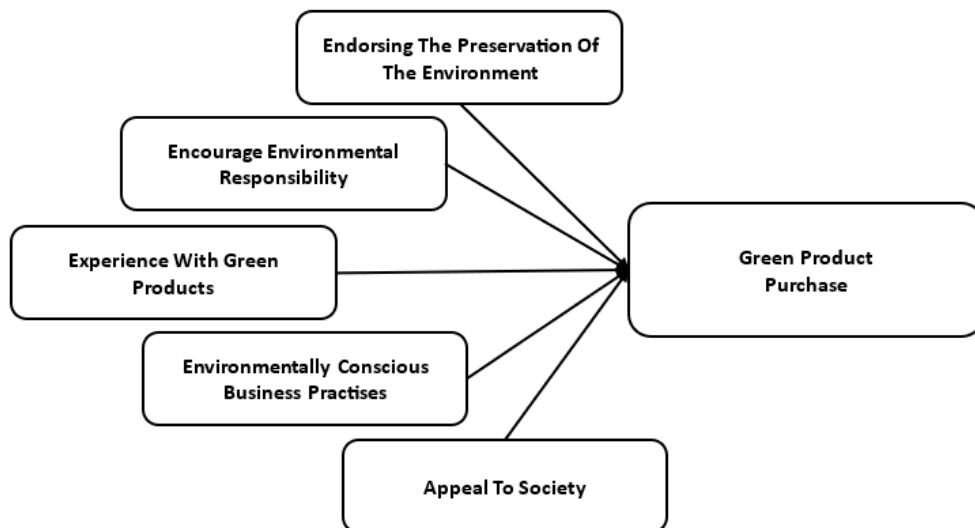 Endorsing The Preservation Of
The Environment
Encourage Environmental
Responsibility
Experience With Green
Products
Green Product
Purchase
Environmentally Conscious
Business Practises
Appeal To Society